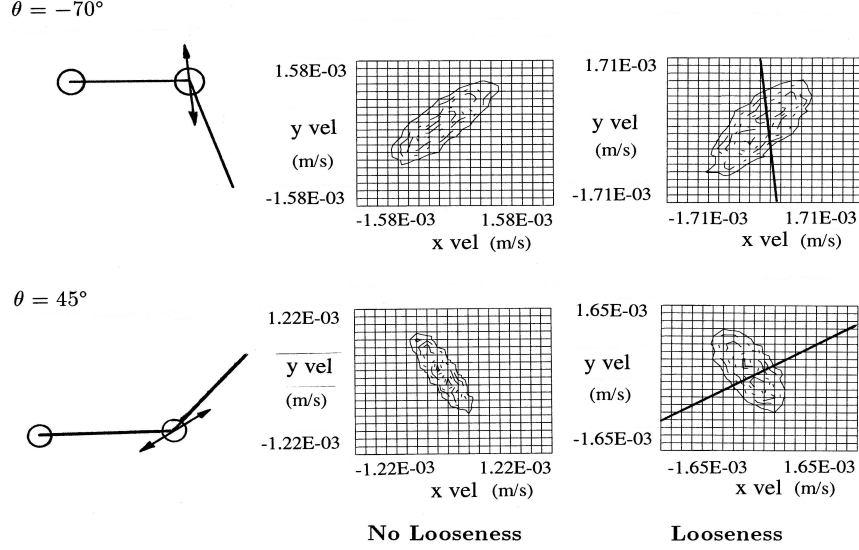 θ = −70°
1.58E-03
y vel
(m/s)
-1.58E-03
-1.58E-03 1.58E-03
x vel (m/s)
1.71E-03
y vel
(m/s)
-1.71E-03
-1.71E-03 1.71E-03
x vel (m/s)
θ = 45°
1.22E-03
y vel
(m/s)
-1.22E-03
-1.22E-03 1.22E-03
x vel (m/s)
1.65E-03
y vel
(m/s)
-1.65E-03
-1.65E-03 1.65E-03
x vel (m/s)
No Looseness Looseness